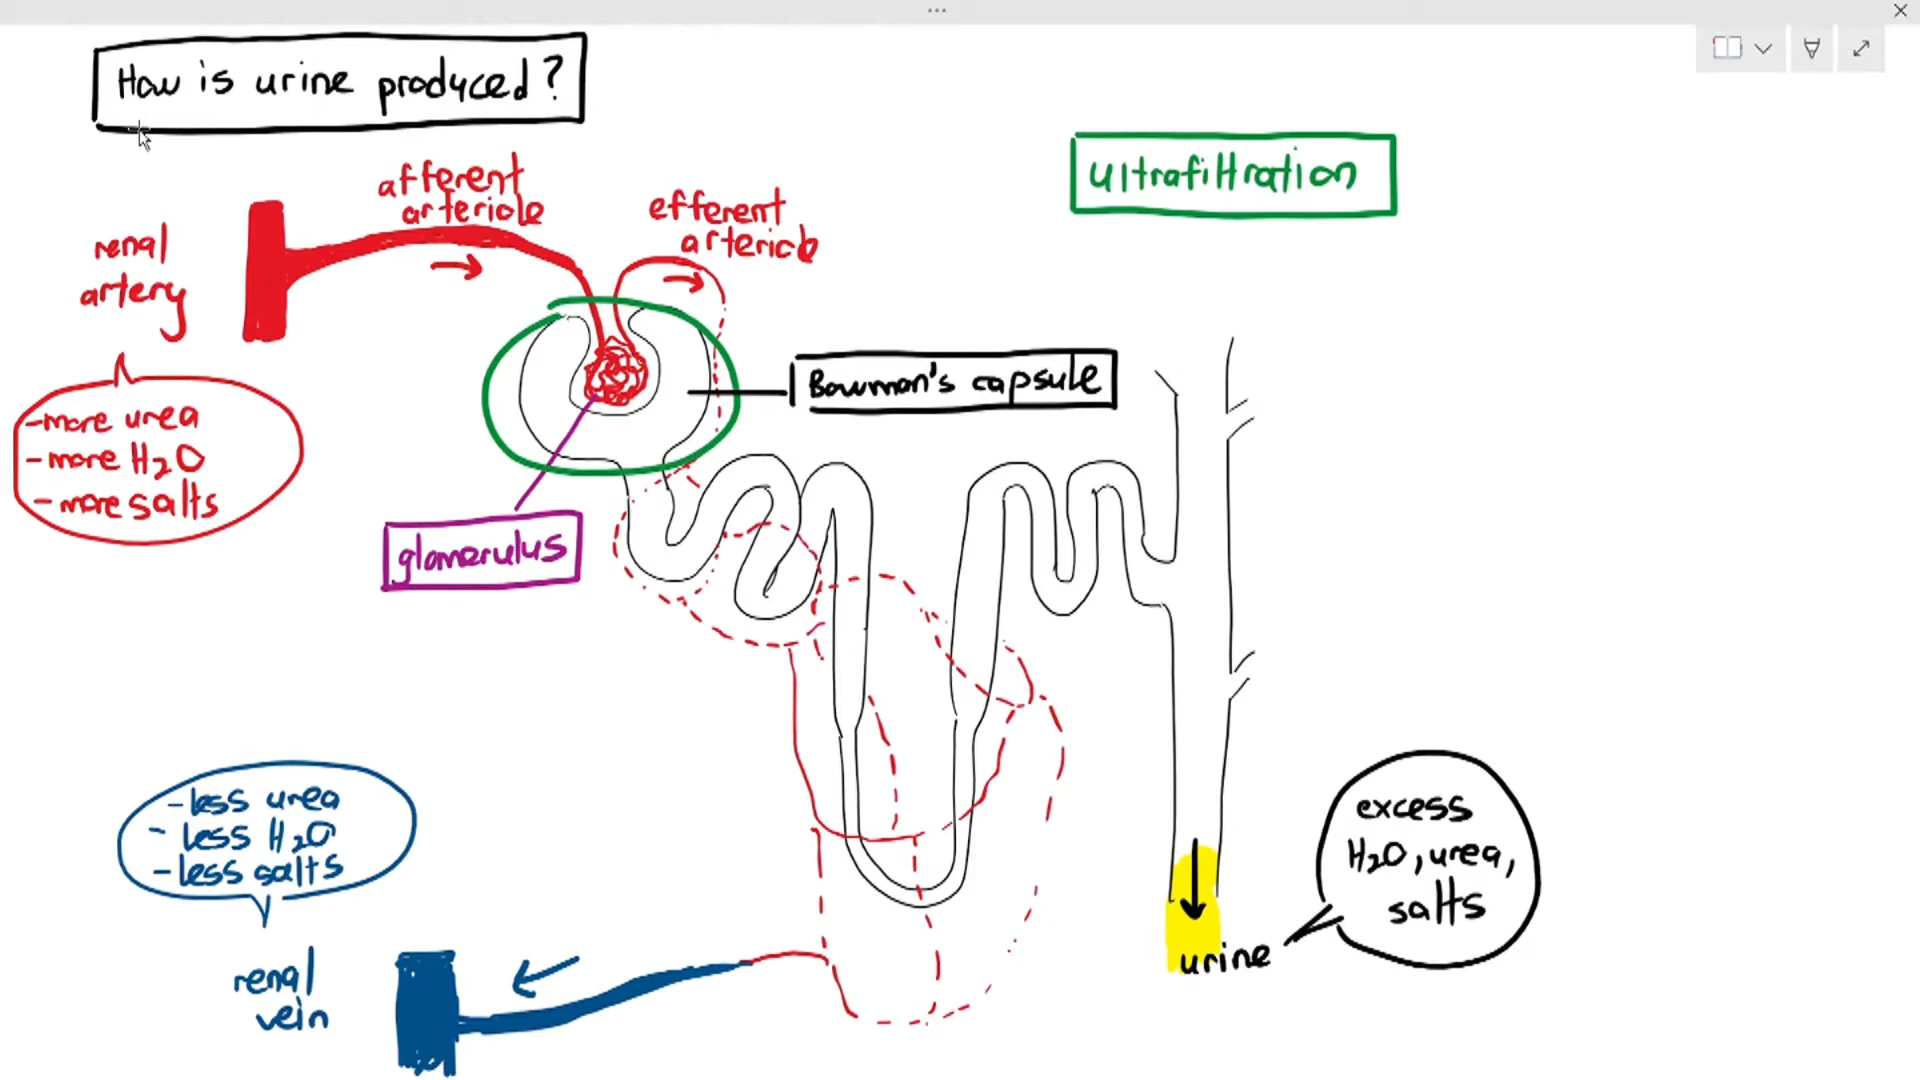 How is urine produced?
ultrafiltration
afferent
arteriole
efferent
arteriole
renal
artery
-more urea
-more H2O
-more salts
Bowman's capsule
glomerulus
-less urea
-less H2O
-less salts
renal
vein
excess
H2O, urea,
salts
urine